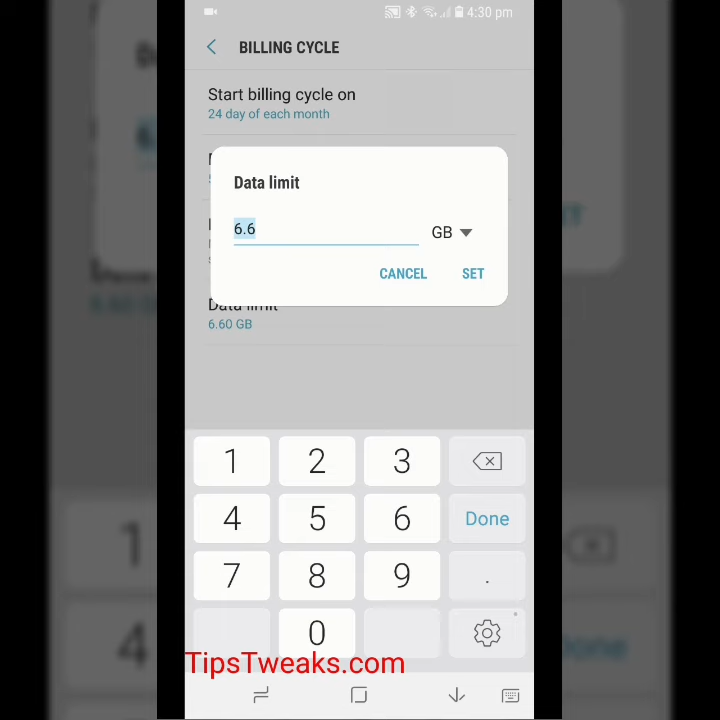 4:30 pm
BILLING CYCLE
Start billing cycle on
24 day of each month
Data limit
6.6
GB
CANCEL SET
Data limit
6.60 GB
1 2 3
4 5 6 Done
7 8 9 .
0
TipsTweaks.com